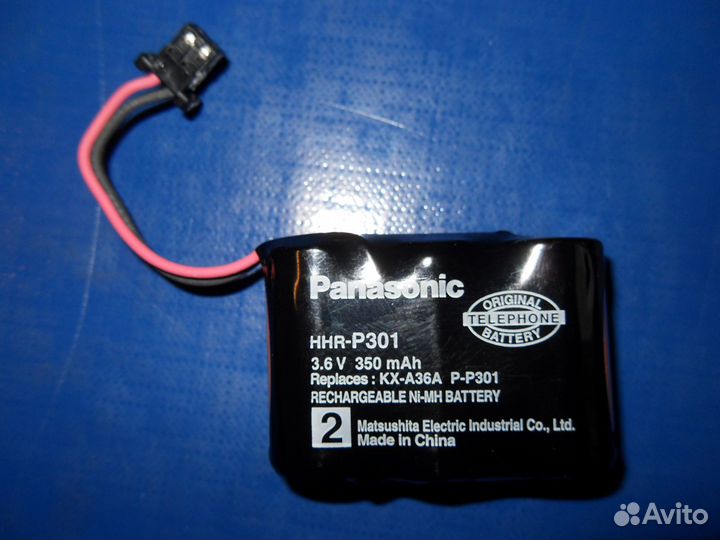 Panasonic
ORIGINAL
TELEPHONE
BATTERY
HHR-P301
3.6 V 350 mAh
Replaces : KX-A36A P-P301
RECHARGEABLE Ni-MH BATTERY
2
Matsushita Electric Industrial Co., Ltd.
Made in China
Avito